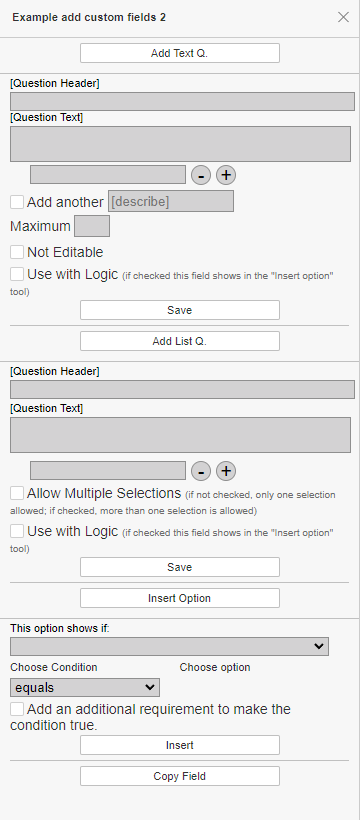 Example add custom fields 2
Add Text Q.
[Question Header]
[Question Text]
- +
Add another [describe]
Maximum
Not Editable
Use with Logic (if checked this field shows in the "Insert option"
tool)
Save
Add List Q.
[Question Header]
[Question Text]
- +
Allow Multiple Selections (if not checked, only one selection
allowed; if checked, more than one selection is allowed)
Use with Logic (if checked this field shows in the "Insert option"
tool)
Save
Insert Option
This option shows if:
Choose Condition Choose option
equals
Add an additional requirement to make the
condition true.
Insert
Copy Field